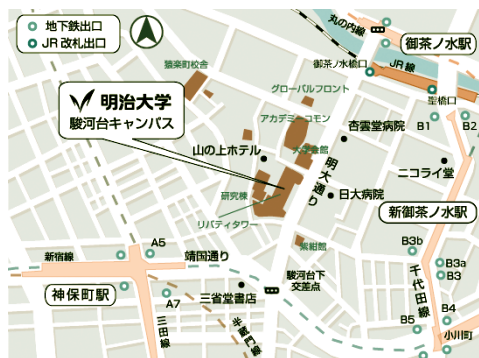 地下鉄出口
JR 改札出口
丸の内線
御茶ノ水駅
猿楽町校舎
御茶ノ水橋口
JR 線
グローバルフロント
聖橋口
明治大学
駿河台キャンパス
アカデミーコモン
B1
B2
杏雲堂病院
大学会館
山の上ホテル
明大通り
ニコライ堂
研究棟
日大病院
新御茶ノ水駅
リバティタワー
紫紺館
A5
靖国通り
B3b
新宿線
B3a
B3
駿河台下
交差点
千代田線
神保町駅
A7
三省堂書店
B4
B5
三田線
半蔵門線
小川町